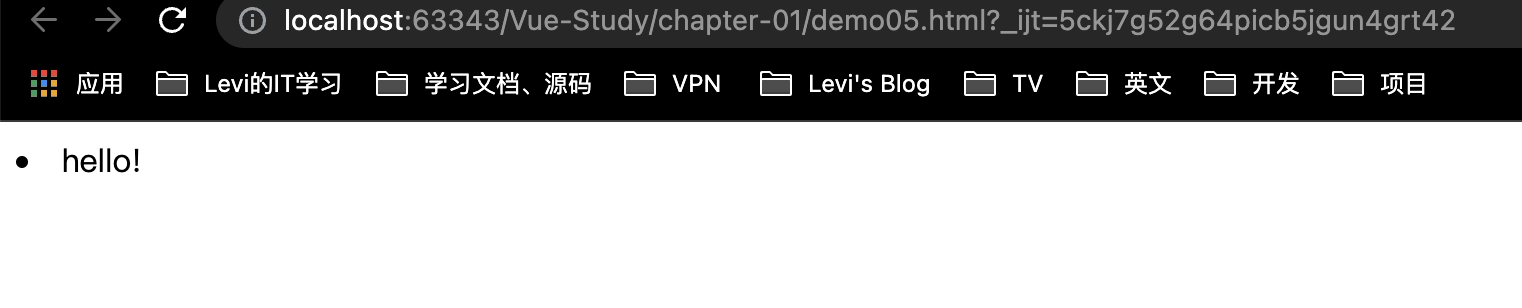 localhost:63343/Vue-Study/chapter-01/demo05.html?_ijt=5ckj7g52g64picb5jgun4grt42
应用 Levi的IT学习 学习文档、源码 VPN Levi's Blog TV 英文 开发 项目
hello!